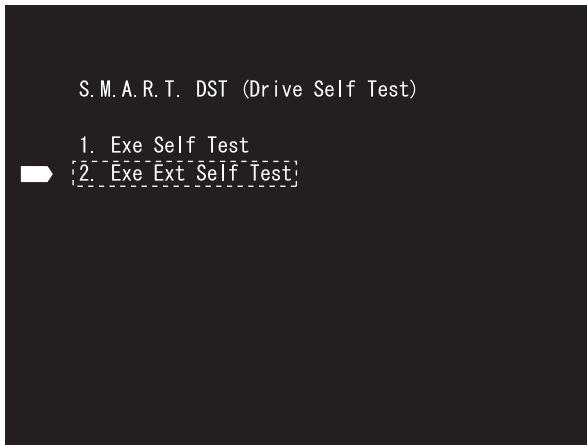 S.M.A.R.T. DST (Drive Self Test)
1. Exe Self Test
2. Exe Ext Self Test